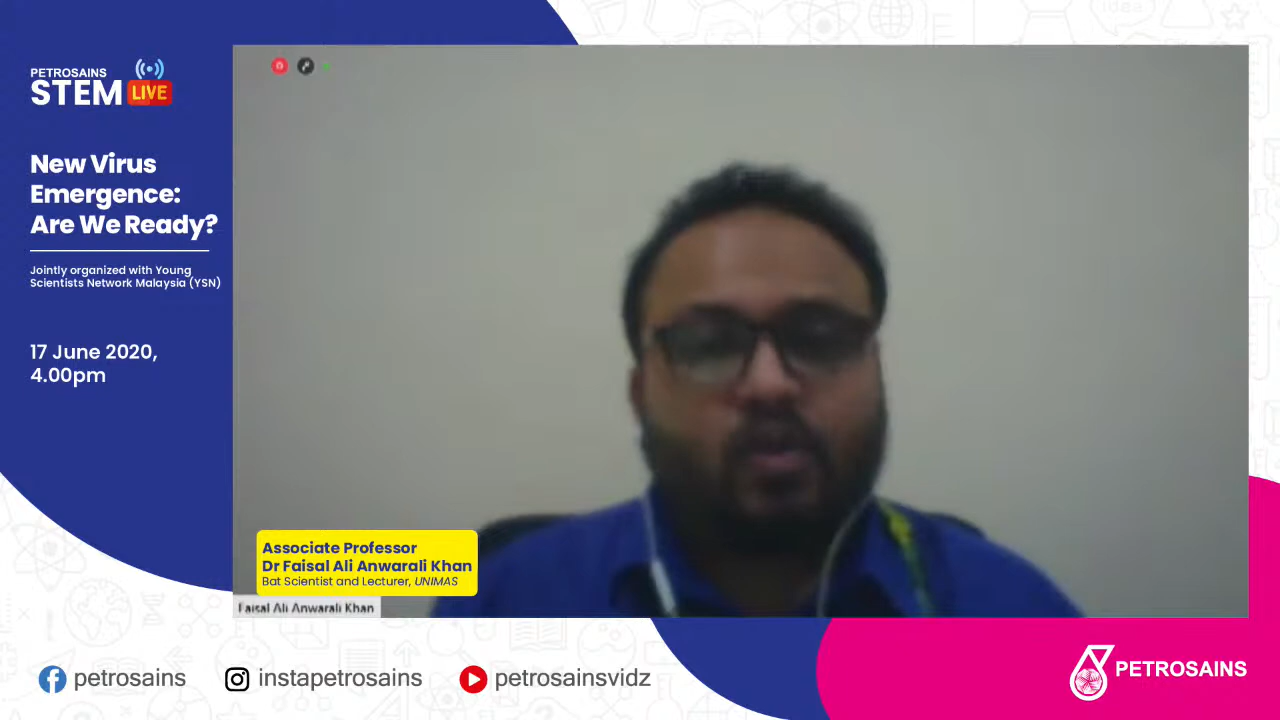 PETROSAINS
STEM LIVE
New Virus
Emergence:
Are We Ready?
Jointly organized with Young
Scientists Network Malaysia (YSN)
17 June 2020,
4.00pm
Associate Professor
Dr Faisal Ali Anwarali Khan
Bat Scientist and Lecturer, UNIMAS
Faisal Ali Anwarali Khan
petrosains
instapetrosains
petrosainsvidz
PETROSAINS